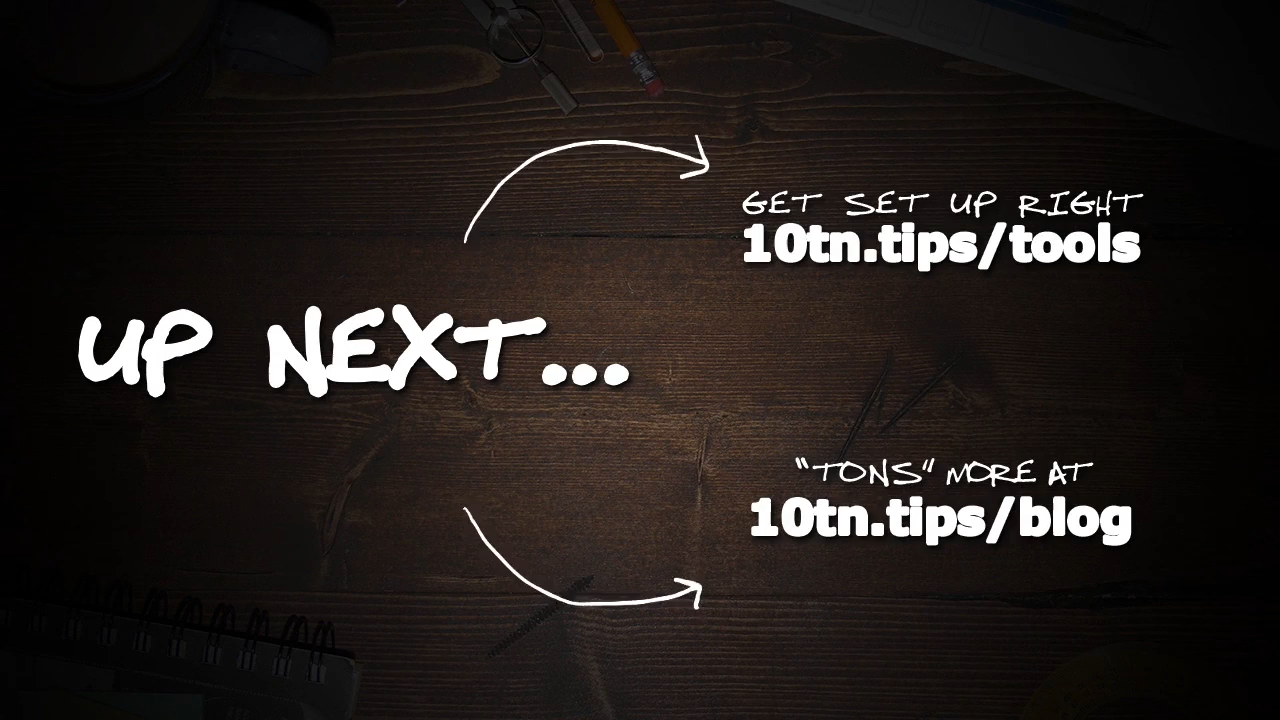 UP NEXT...
GET SET UP RIGHT
10tn.tips/tools
"TONS" MORE AT
10tn.tips/blog